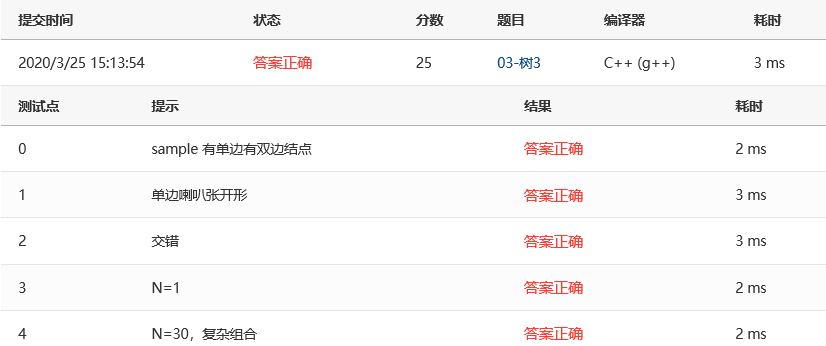 提交时间 状态 分数 题目 编译器 耗时
2020/3/25 15:13:54 答案正确 25 03-树3 C++ (g++) 3 ms
测试点 提示 结果 耗时
0 sample 有单边有双边结点 答案正确 2 ms
1 单边喇叭张开形 答案正确 3 ms
2 交错 答案正确 3 ms
3 N=1 答案正确 2 ms
4 N=30，复杂组合 答案正确 2 ms